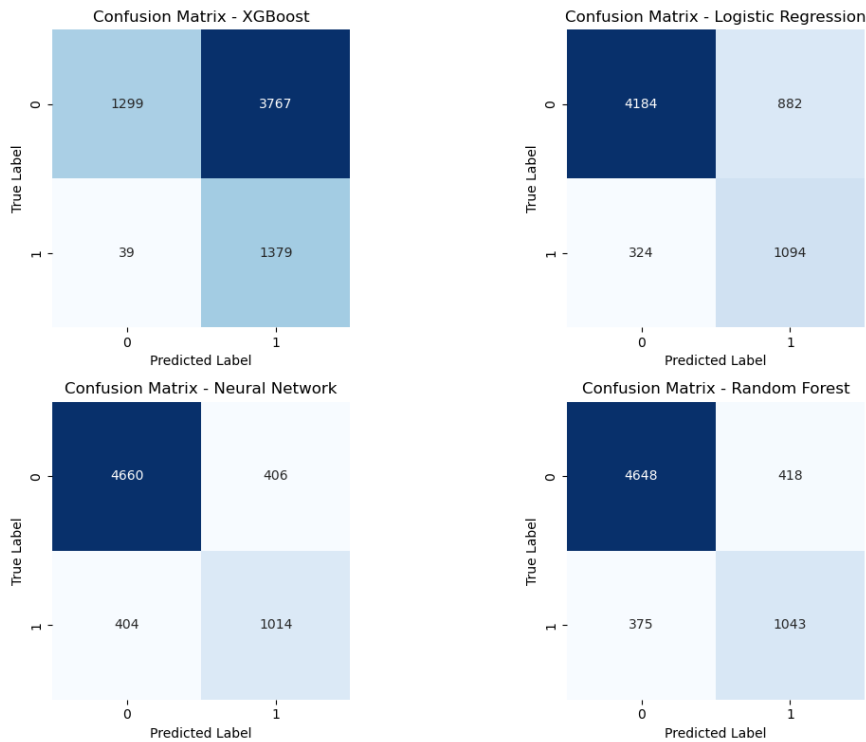 Confusion Matrix - XGBoost
0
1299
3767
True Label
1
39
1379
0
1
Predicted Label
Confusion Matrix - Logistic Regression
0
4184
882
True Label
1
324
1094
0
1
Predicted Label
Confusion Matrix - Neural Network
0
4660
406
True Label
1
404
1014
0
1
Predicted Label
Confusion Matrix - Random Forest
0
4648
418
True Label
1
375
1043
0
1
Predicted Label